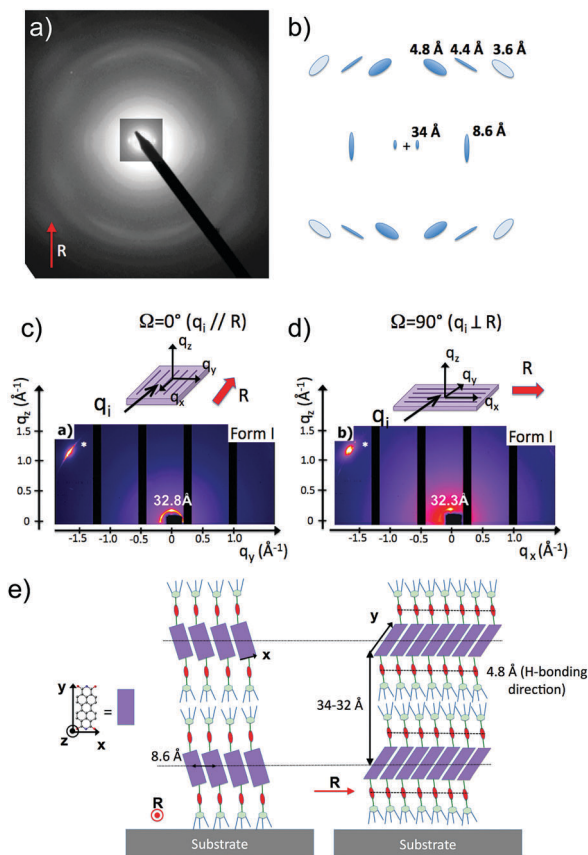 a)
R
b)
4.8 Å 4.4 Å 3.6 Å
34 Å 8.6 Å
+
c)
Ω=0° (qi // R)
qz
qy
qx
qi
R
qz (Å-1)
a)
*
Form I
1.5
1.0
0.5
0
32.8Å
-1.5 -1.0 -0.5 0 0.5 1.0 1.5
qy (Å-1)
d)
Ω=90° (qi ⊥ R)
qz
qy
qx
qi
R
qz (Å-1)
b)
*
Form I
1.5
1.0
0.5
0
32.3Å
-1.5 -1.0 -0.5 0 0.5 1.0 1.5
qx (Å-1)
e)
y
z
x
=
x
8.6 Å
R
Substrate
y
4.8 Å (H-bonding
direction)
34-32 Å
R
Substrate